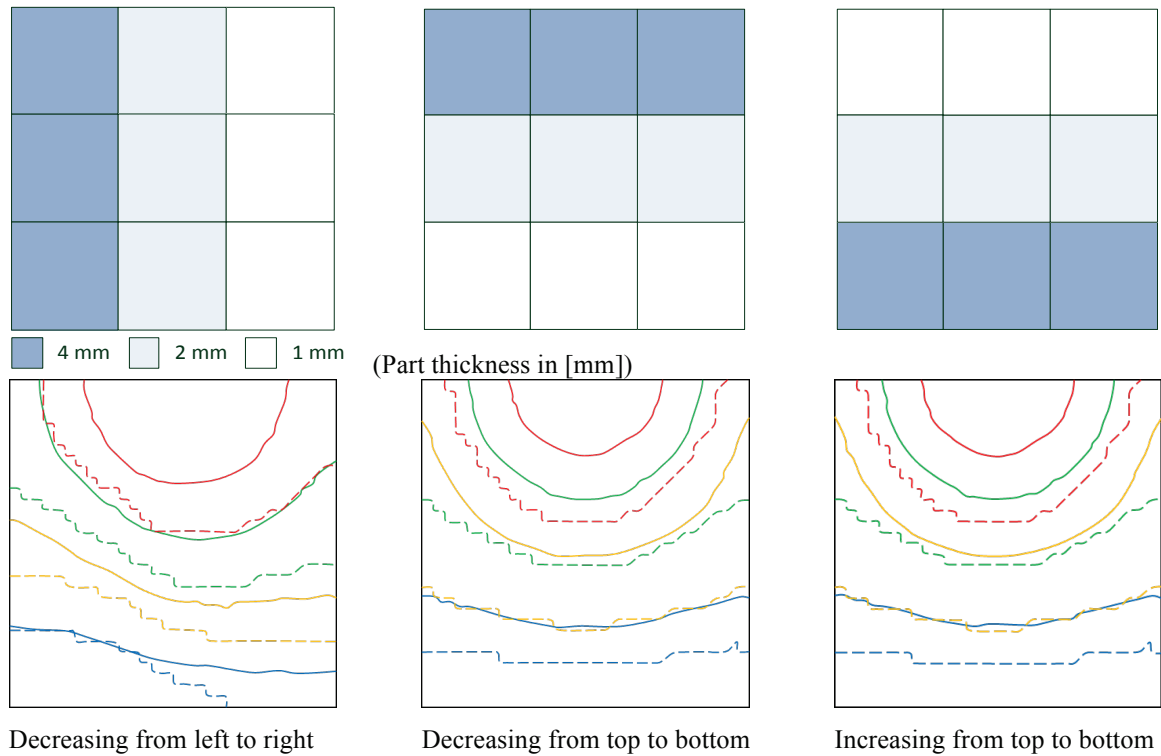 4 mm 2 mm 1 mm (Part thickness in [mm])
Decreasing from left to right
Decreasing from top to bottom
Increasing from top to bottom